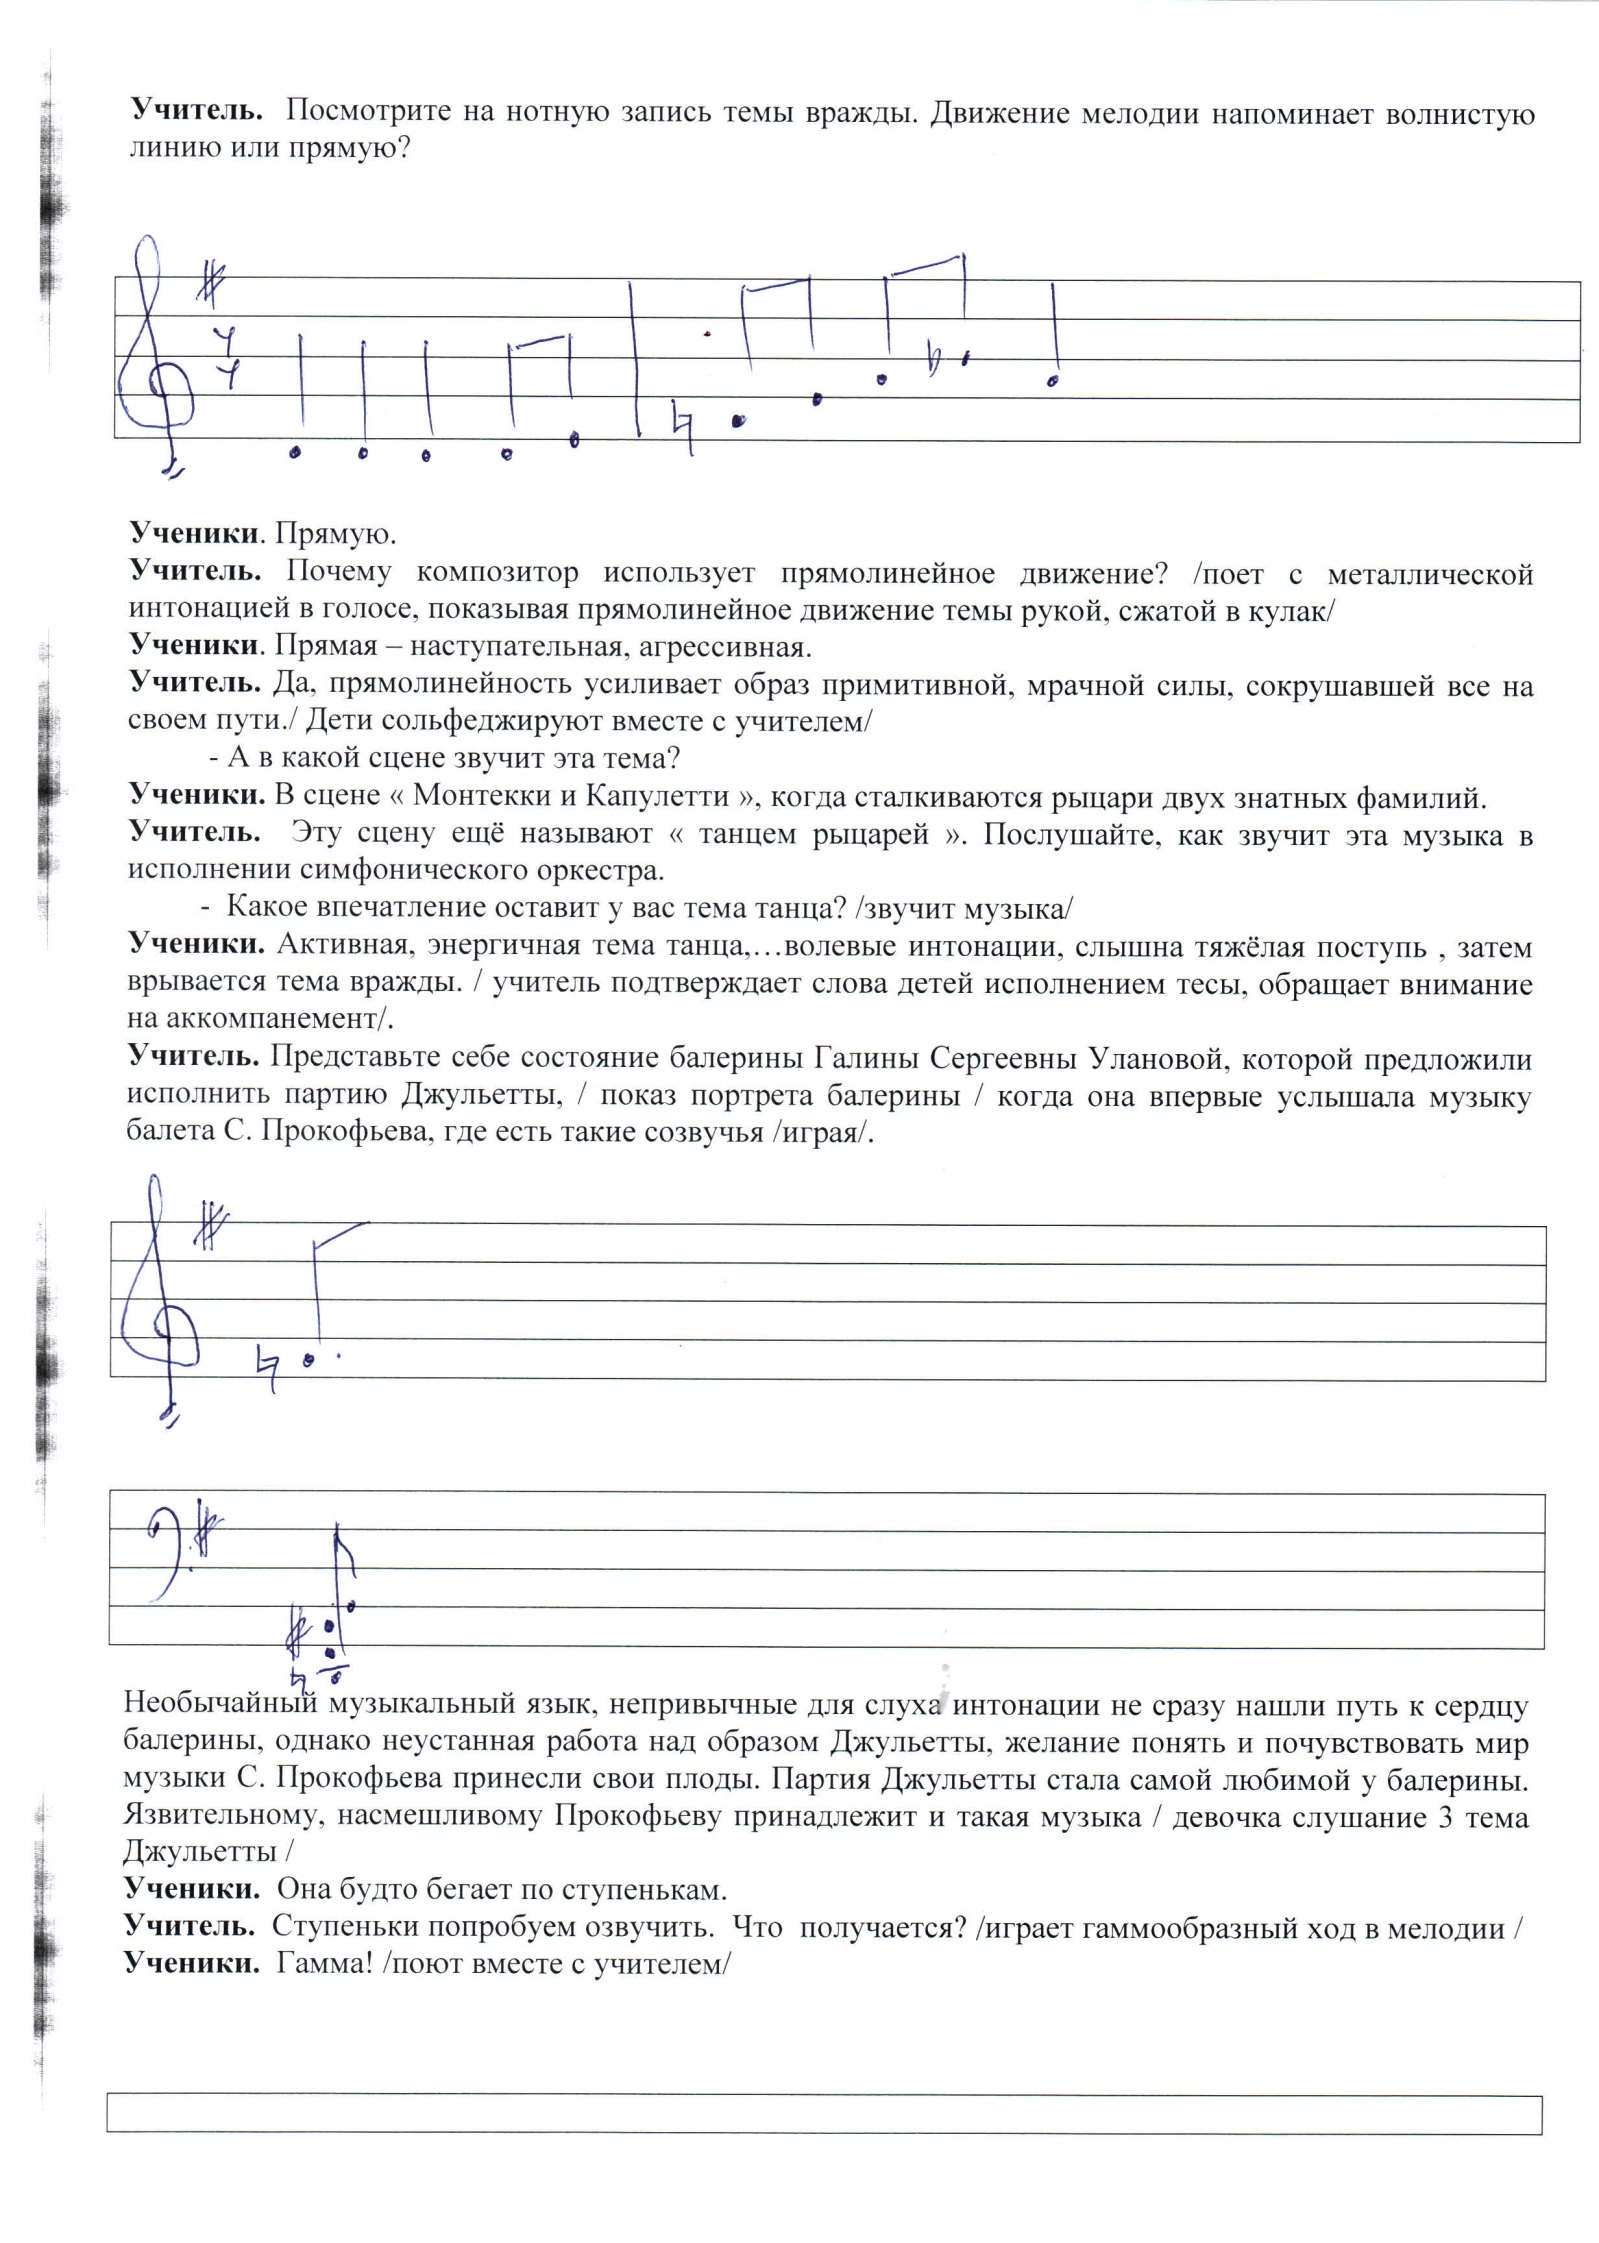 Учитель. Посмотрите на нотную запись темы вражды. Движение мелодии напоминает волнистую
линию или прямую?
4
4
Ученики. Прямую.
Учитель. Почему композитор использует прямолинейное движение? /поет с металлической
интонацией в голосе, показывая прямолинейное движение темы рукой, сжатой в кулак/
Ученики. Прямая – наступательная, агрессивная.
Учитель. Да, прямолинейность усиливает образ примитивной, мрачной силы, сокрушавшей все на
своем пути./ Дети сольфеджируют вместе с учителем/
- А в какой сцене звучит эта тема?
Ученики. В сцене « Монтекки и Капулетти », когда сталкиваются рыцари двух знатных фамилий.
Учитель. Эту сцену ещё называют « танцем рыцарей ». Послушайте, как звучит эта музыка в
исполнении симфонического оркестра.
- Какое впечатление оставит у вас тема танца? /звучит музыка/
Ученики. Активная, энергичная тема танца,…волевые интонации, слышна тяжёлая поступь , затем
врывается тема вражды. / учитель подтверждает слова детей исполнением тесы, обращает внимание
на аккомпанемент/.
Учитель. Представьте себе состояние балерины Галины Сергеевны Улановой, которой предложили
исполнить партию Джульетты, / показ портрета балерины / когда она впервые услышала музыку
балета С. Прокофьева, где есть такие созвучья /играя/.
Необычайный музыкальный язык, непривычные для слуха интонации не сразу нашли путь к сердцу
балерины, однако неустанная работа над образом Джульетты, желание понять и почувствовать мир
музыки С. Прокофьева принесли свои плоды. Партия Джульетты стала самой любимой у балерины.
Язвительному, насмешливому Прокофьеву принадлежит и такая музыка / девочка слушание 3 тема
Джульетты /
Ученики. Она будто бегает по ступенькам.
Учитель. Ступеньки попробуем озвучить. Что получается? /играет гаммообразный ход в мелодии /
Ученики. Гамма! /поют вместе с учителем/